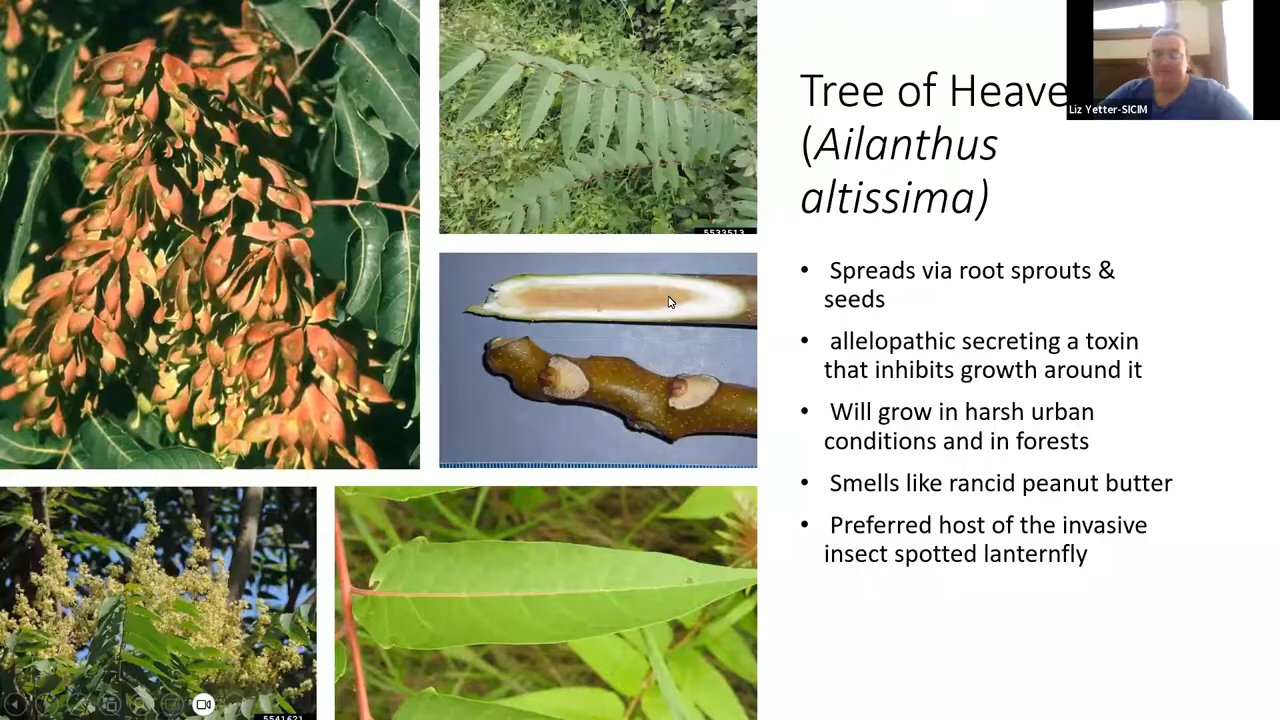 Tree of Heave
(Ailanthus
altissima)
Liz Yetter-SICIM
• Spreads via root sprouts &
seeds
• allelopathic secreting a toxin
that inhibits growth around it
• Will grow in harsh urban
conditions and in forests
• Smells like rancid peanut butter
• Preferred host of the invasive
insect spotted lanternfly
5533513
5541621